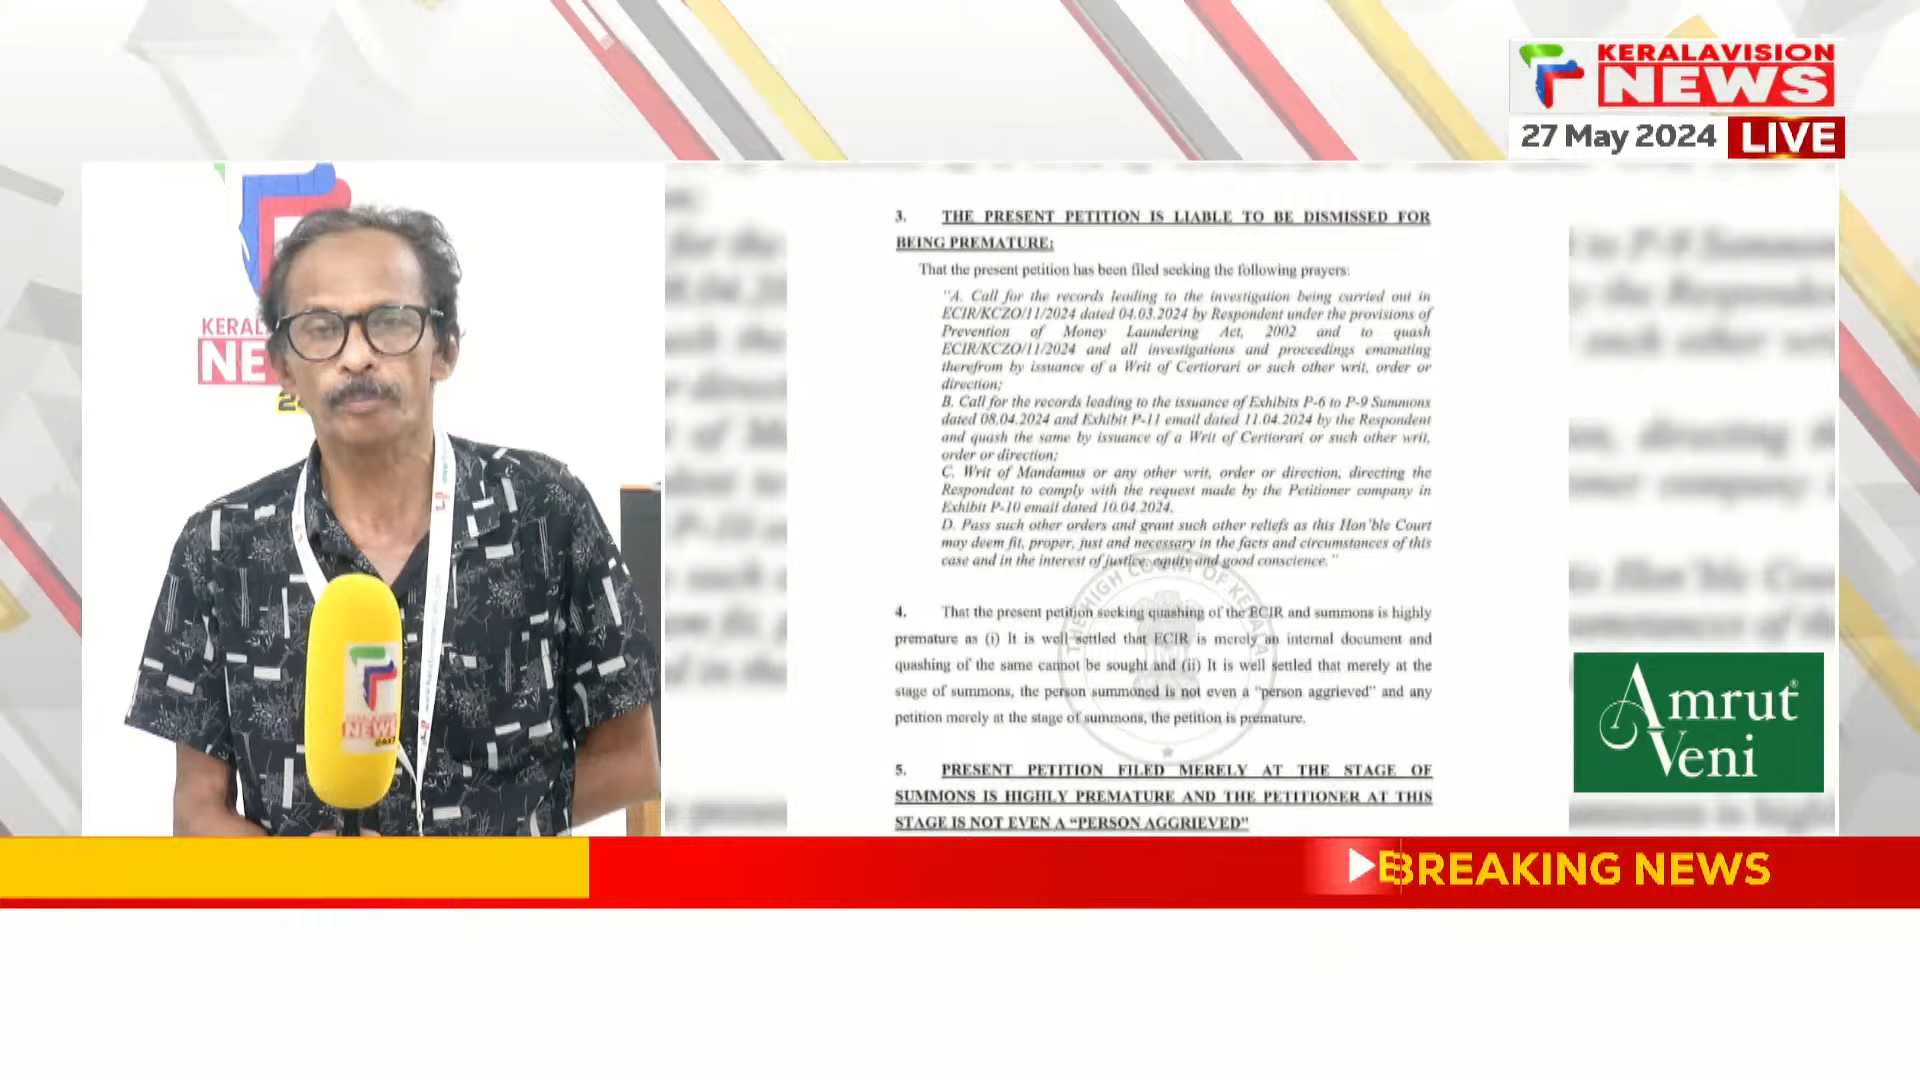 KERALAVISION
NEWS
27 May 2024 LIVE
KERAL
NE
3. THE PRESENT PETITION IS LIABLE TO BE DISMISSED FOR
BEING PREMATURE:
That the present petition has been filed seeking the following prayers:
"A. Call for the records leading to the investigation being carried out in
ECIR/KCZO/11/2024 dated 04.03.2024 by Respondent under the provisions of
Prevention of Money Laundering Act, 2002 and to quash
ECIR/KCZO/11/2024 and all investigations and proceedings emanating
therefrom by issuance of a Writ of Certiorari or such other writ, order or
direction;
B. Call for the records leading to the issuance of Exhibits P-6 to P-9 Summons
dated 08.04.2024 and Exhibit P-11 email dated 11.04.2024 by the Respondent
and quash the same by issuance of a Writ of Certiorari or such other writ,
order or direction;
C. Writ of Mandamus or any other writ, order or direction, directing the
Respondent to comply with the request made by the Petitioner company in
Exhibit P-10 email dated 10.04.2024.
D. Pass such other orders and grant such other reliefs as this Hon'ble Court
may deem fit, proper, just and necessary in the facts and circumstances of this
case and in the interest of justice, equity and good conscience."
THE HIGH COURT OF KERALA
4. That the present petition seeking quashing of the ECIR and summons is highly
premature as (i) It is well settled that ECIR is merely an internal document and
quashing of the same cannot be sought and (ii) It is well settled that merely at the
stage of summons, the person summoned is not even a "person aggrieved" and any
petition merely at the stage of summons, the petition is premature.
5. PRESENT PETITION FILED MERELY AT THE STAGE OF
SUMMONS IS HIGHLY PREMATURE AND THE PETITIONER AT THIS
STAGE IS NOT EVEN A "PERSON AGGRIEVED"
KERALAVISION
NEWS
24x7
Amrut
Veni
BREAKING NEWS